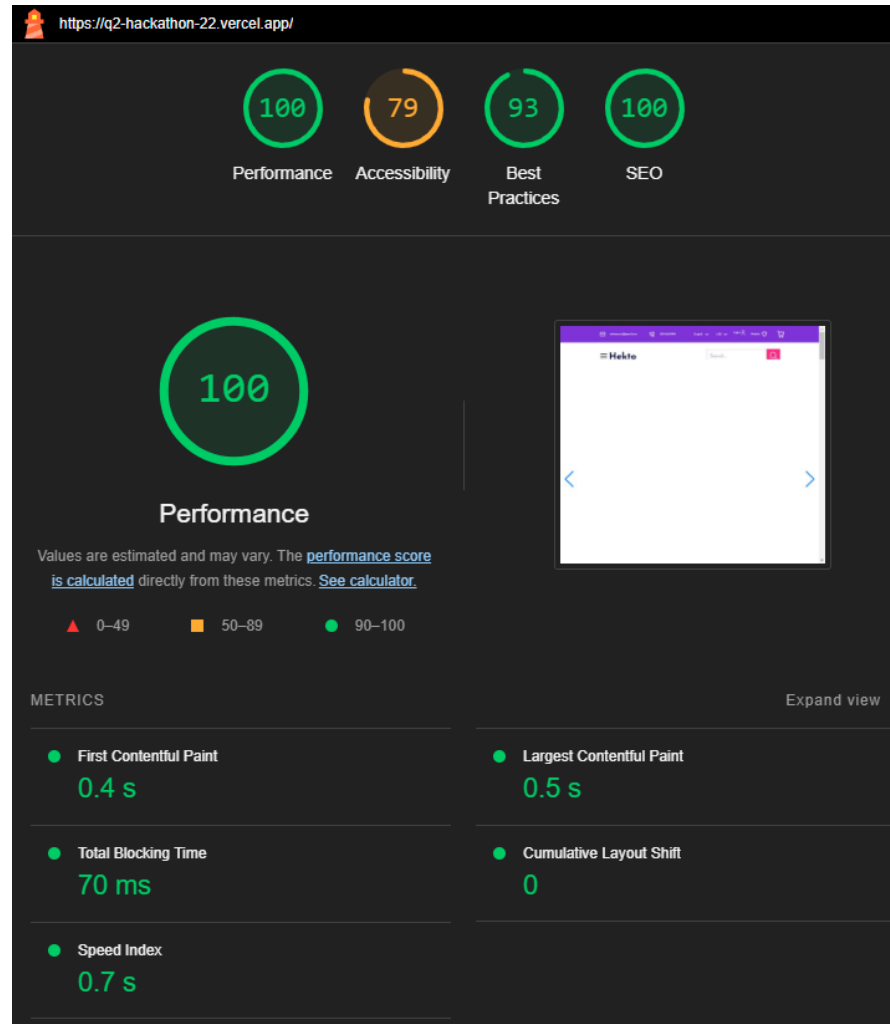 https://q2-hackathon-22.vercel.app/
100
79
93
100
Performance
Accessibility
Best
Practices
SEO
100
Performance
Values are estimated and may vary. The performance score
is calculated directly from these metrics. See calculator.
0–49
50–89
90–100
Hekto
Search..
METRICS
Expand view
First Contentful Paint
0.4 s
Largest Contentful Paint
0.5 s
Total Blocking Time
70 ms
Cumulative Layout Shift
0
Speed Index
0.7 s